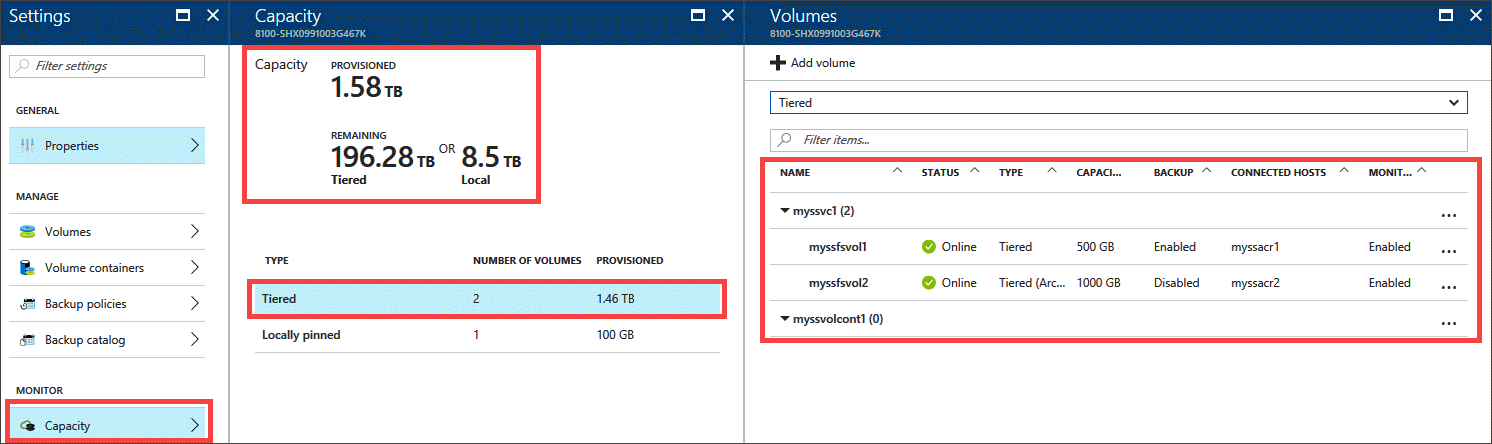 Settings
Filter settings
GENERAL
Properties
MANAGE
Volumes
Volume containers
Backup policies
Backup catalog
MONITOR
Capacity
Capacity
8100-SHX0991003G467K
Capacity
PROVISIONED
1.58 TB
REMAINING
196.28 TB OR 8.5 TB
Tiered Local
TYPE NUMBER OF VOLUMES PROVISIONED
Tiered 2 1.46 TB
Locally pinned 1 100 GB
Volumes
8100-SHX0991003G467K
Add volume
Tiered
Filter items...
NAME STATUS TYPE CAPACI... BACKUP CONNECTED HOSTS MONIT...
myssvc1 (2) ...
myssfsvol1 Online Tiered 500 GB Enabled myssacr1 Enabled ...
myssfsvol2 Online Tiered (Arc... 1000 GB Disabled myssacr2 Enabled ...
myssvolcont1 (0) ...